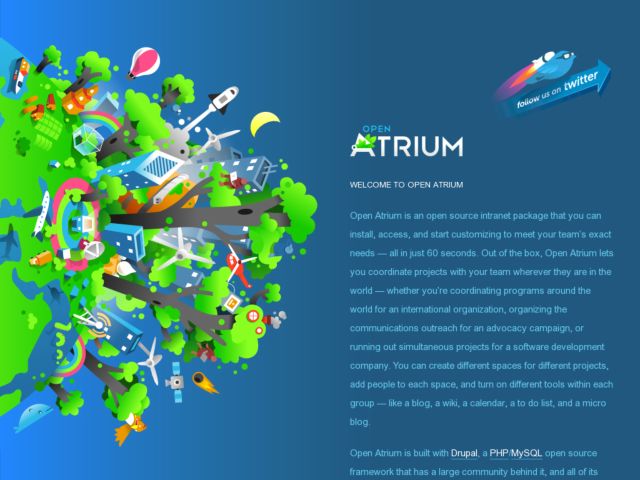 follow us on twitter
OPEN
ATRIUM
WELCOME TO OPEN ATRIUM
Open Atrium is an open source intranet package that you can
install, access, and start customizing to meet your team's exact
needs — all in just 60 seconds. Out of the box, Open Atrium lets
you coordinate projects with your team wherever they are in the
world — whether you're coordinating programs around the
world for an international organization, organizing the
communications outreach for an advocacy campaign, or
running out simultaneous projects for a software development
company. You can create different spaces for different projects,
add people to each space, and turn on different tools within each
group — like a blog, a wiki, a calendar, a to do list, and a micro
blog.
Open Atrium is built with Drupal, a PHP/MySQL open source
framework that has a large community behind it, and all of its